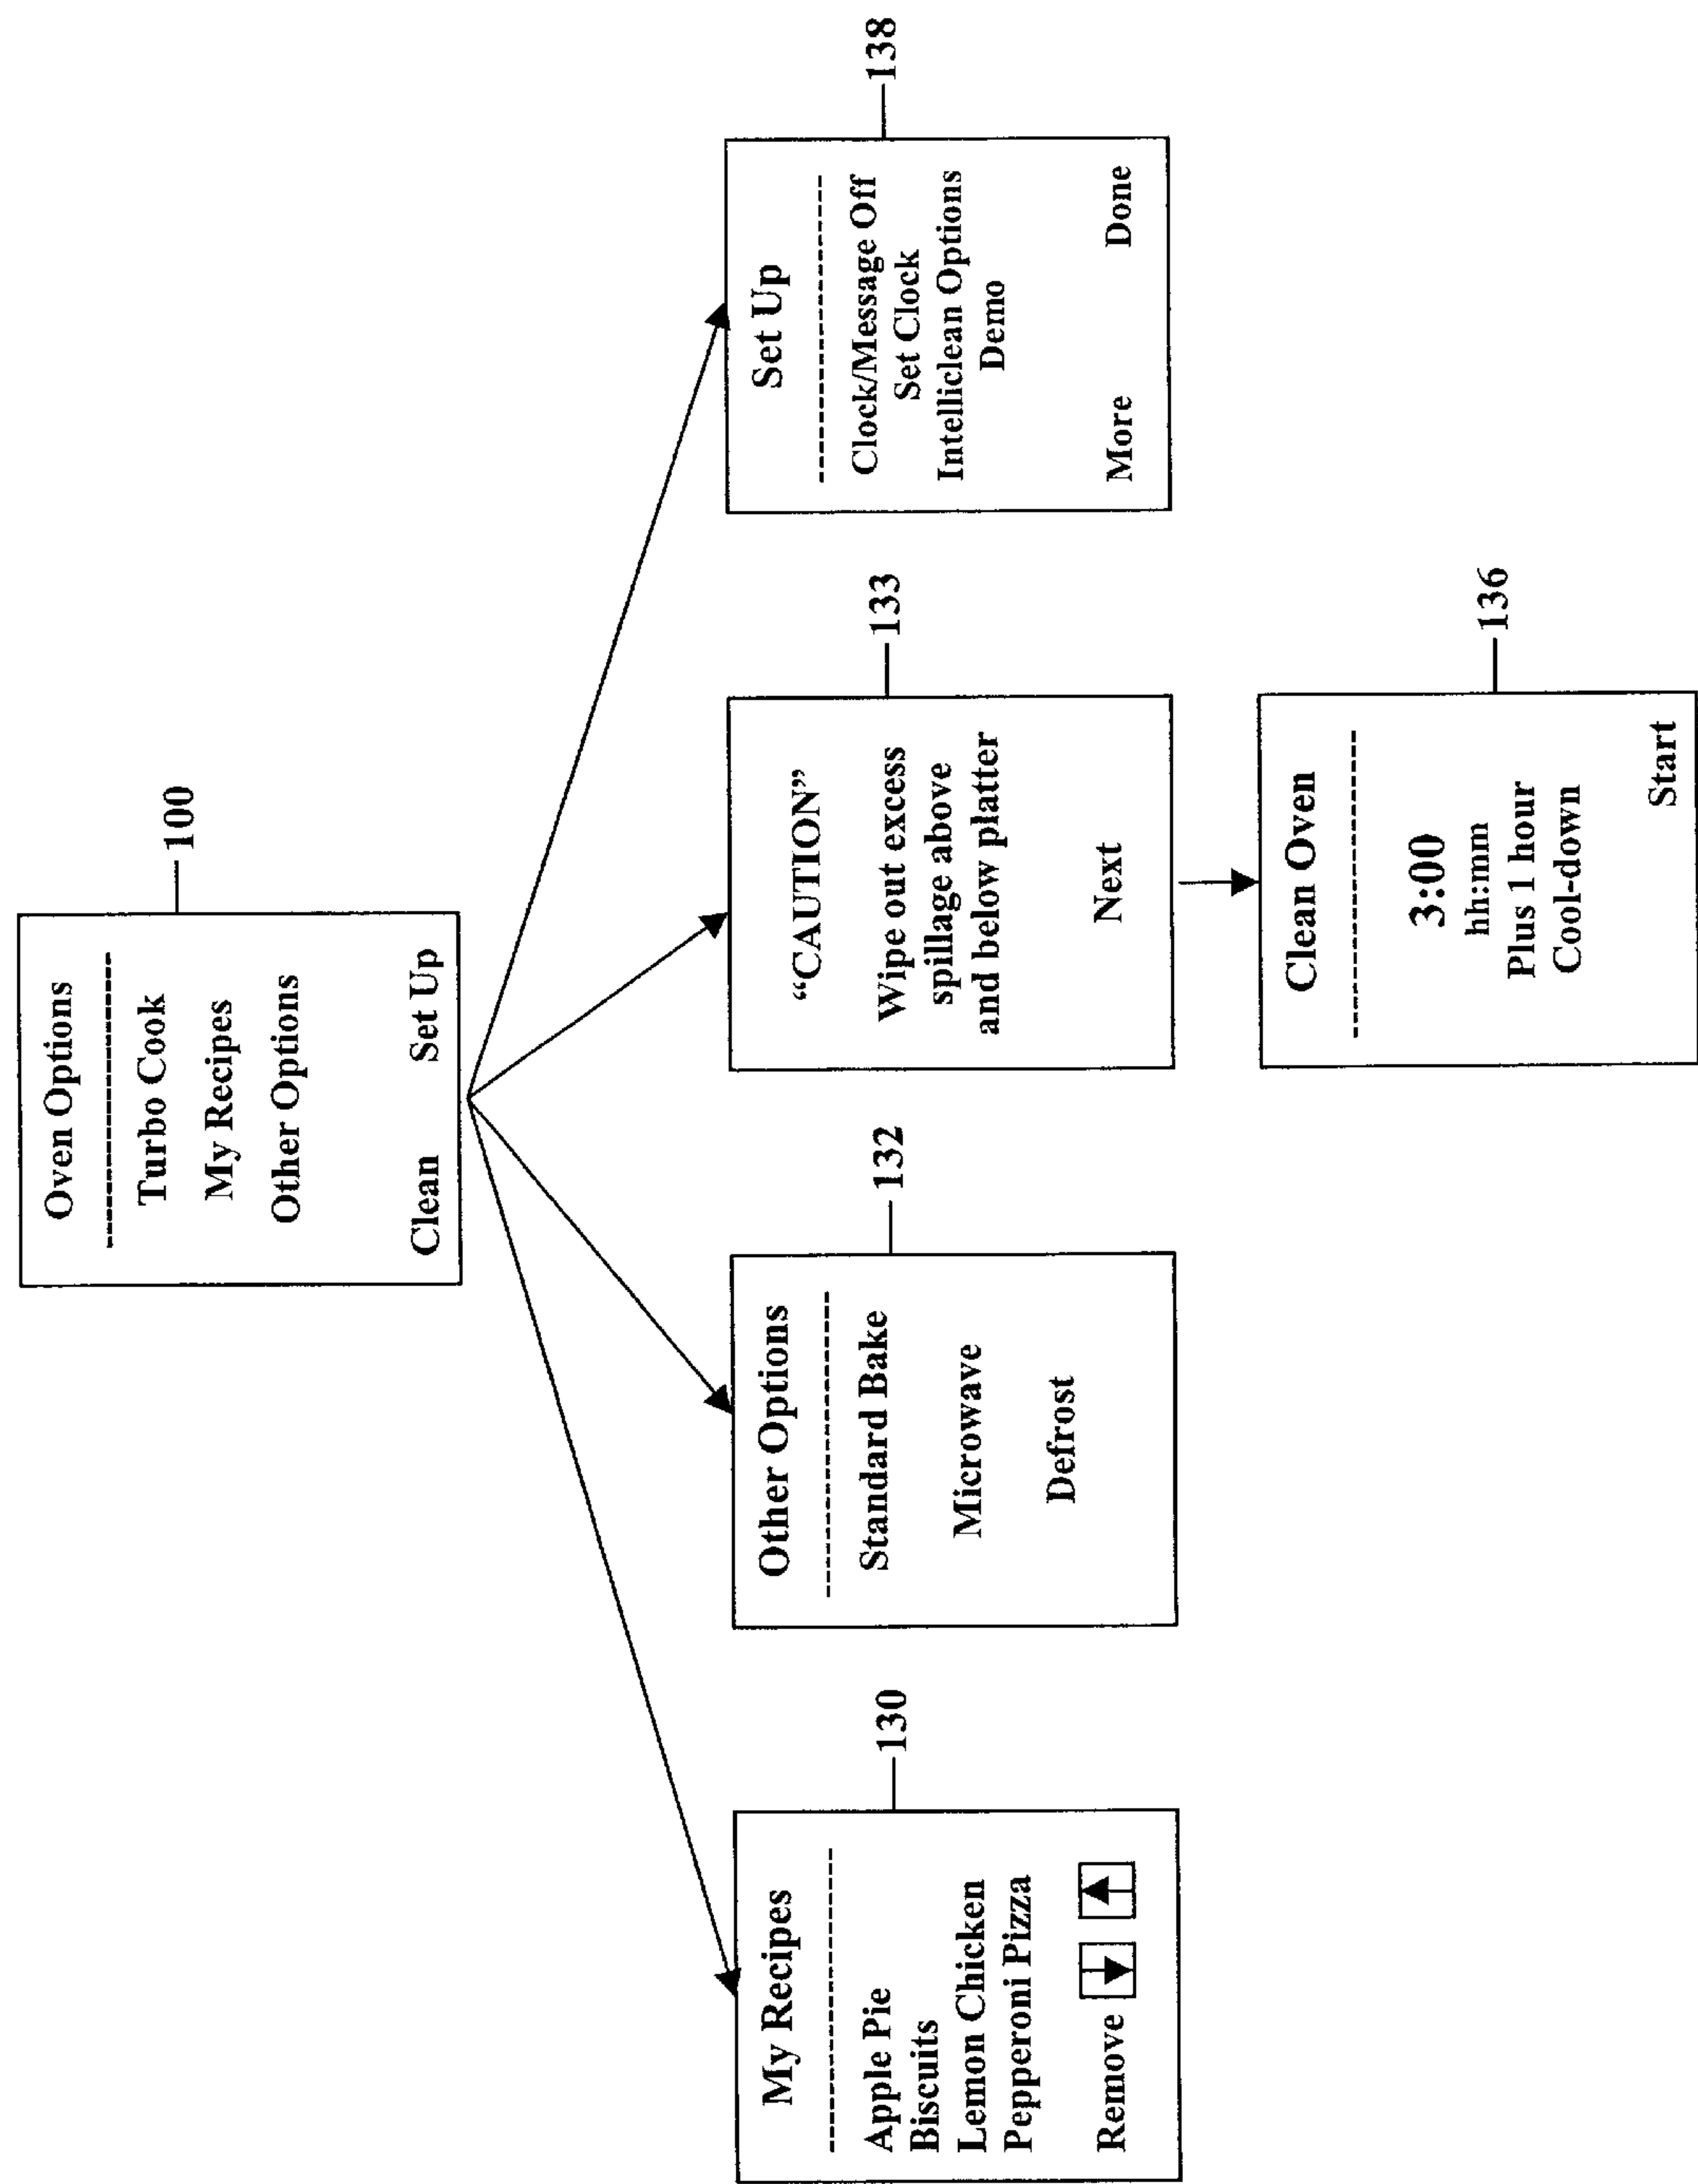 Oven Options
Turbo Cook
My Recipes
Other Options
Clean Set Up
100
My Recipes
Apple Pie
Biscuits
Lemon Chicken
Pepperoni Pizza
Remove
130
Other Options
Standard Bake
Microwave
Defrost
132
“CAUTION”
Wipe out excess
spillage above
and below platter
Next
133
Set Up
Clock/Message Off
Set Clock
Intelliclean Options
Demo
More Done
138
Clean Oven
3:00
hh:mm
Plus 1 hour
Cool-down
Start
136